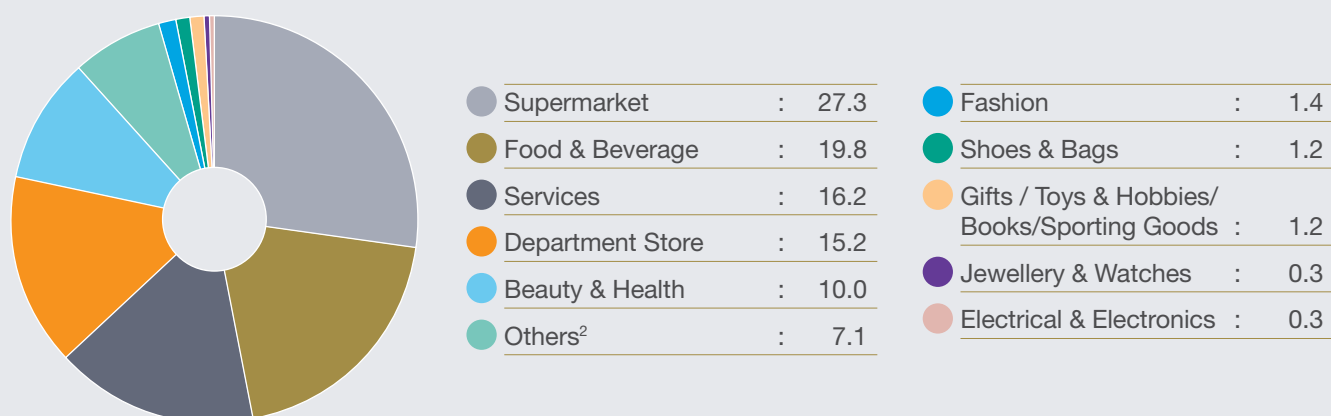 Supermarket : 27.3
Food & Beverage : 19.8
Services : 16.2
Department Store : 15.2
Beauty & Health : 10.0
Others² : 7.1
Fashion : 1.4
Shoes & Bags : 1.2
Gifts / Toys & Hobbies/
Books/Sporting Goods : 1.2
Jewellery & Watches : 0.3
Electrical & Electronics : 0.3